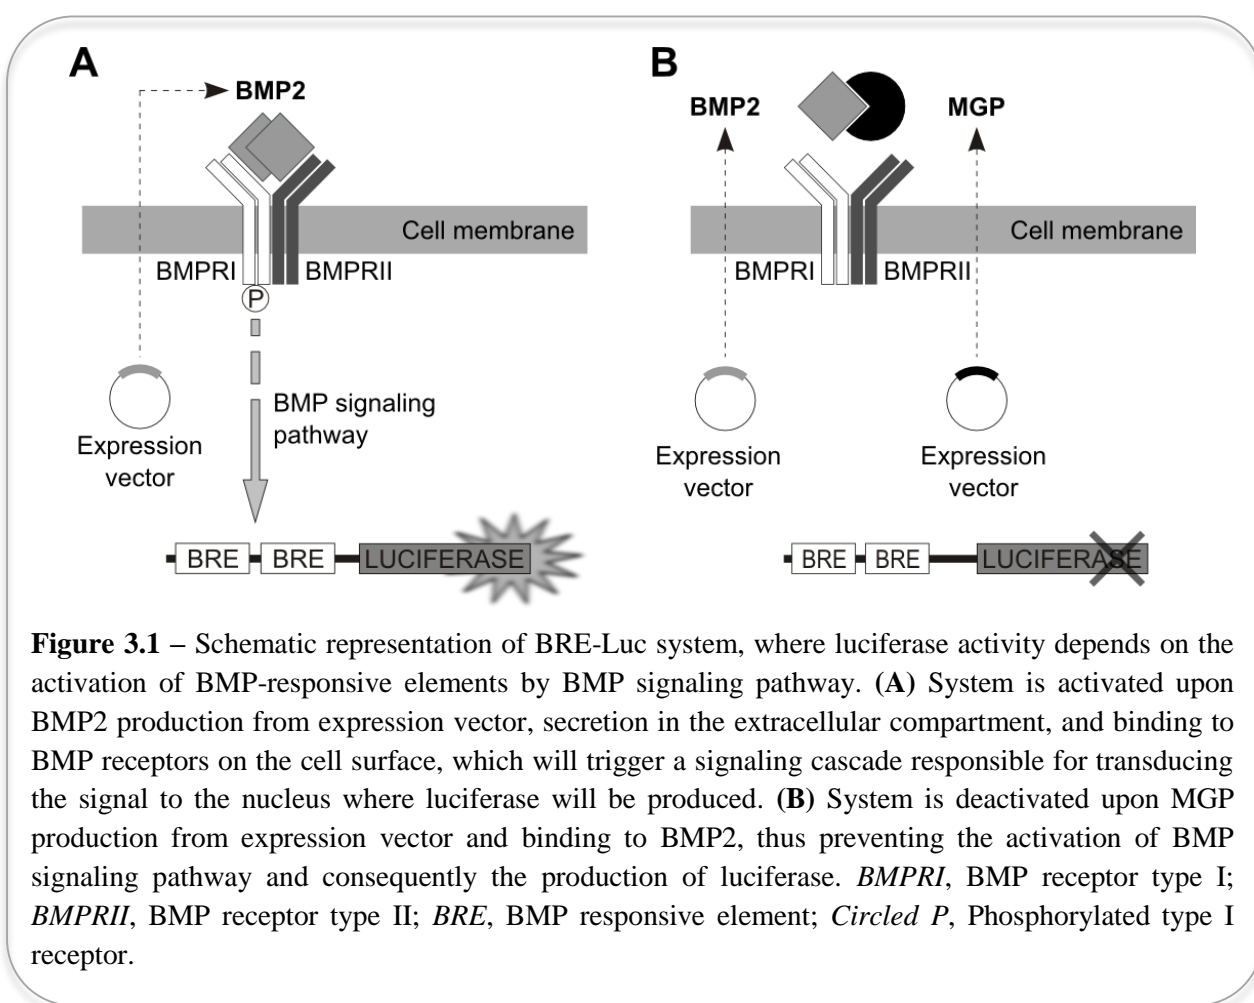 A
BMP2
Cell membrane
BMPRI
BMPRII
P
BMP signaling
pathway
Expression
vector
BRE
BRE
LUCIFERASE
B
BMP2
MGP
Cell membrane
BMPRI
BMPRII
Expression
vector
Expression
vector
BRE
BRE
LUCIFERASE
Figure 3.1 – Schematic representation of BRE-Luc system, where luciferase activity depends on the
activation of BMP-responsive elements by BMP signaling pathway. (A) System is activated upon
BMP2 production from expression vector, secretion in the extracellular compartment, and binding to
BMP receptors on the cell surface, which will trigger a signaling cascade responsible for transducing
the signal to the nucleus where luciferase will be produced. (B) System is deactivated upon MGP
production from expression vector and binding to BMP2, thus preventing the activation of BMP
signaling pathway and consequently the production of luciferase. BMPRI, BMP receptor type I;
BMPRII, BMP receptor type II; BRE, BMP responsive element; Circled P, Phosphorylated type I
receptor.